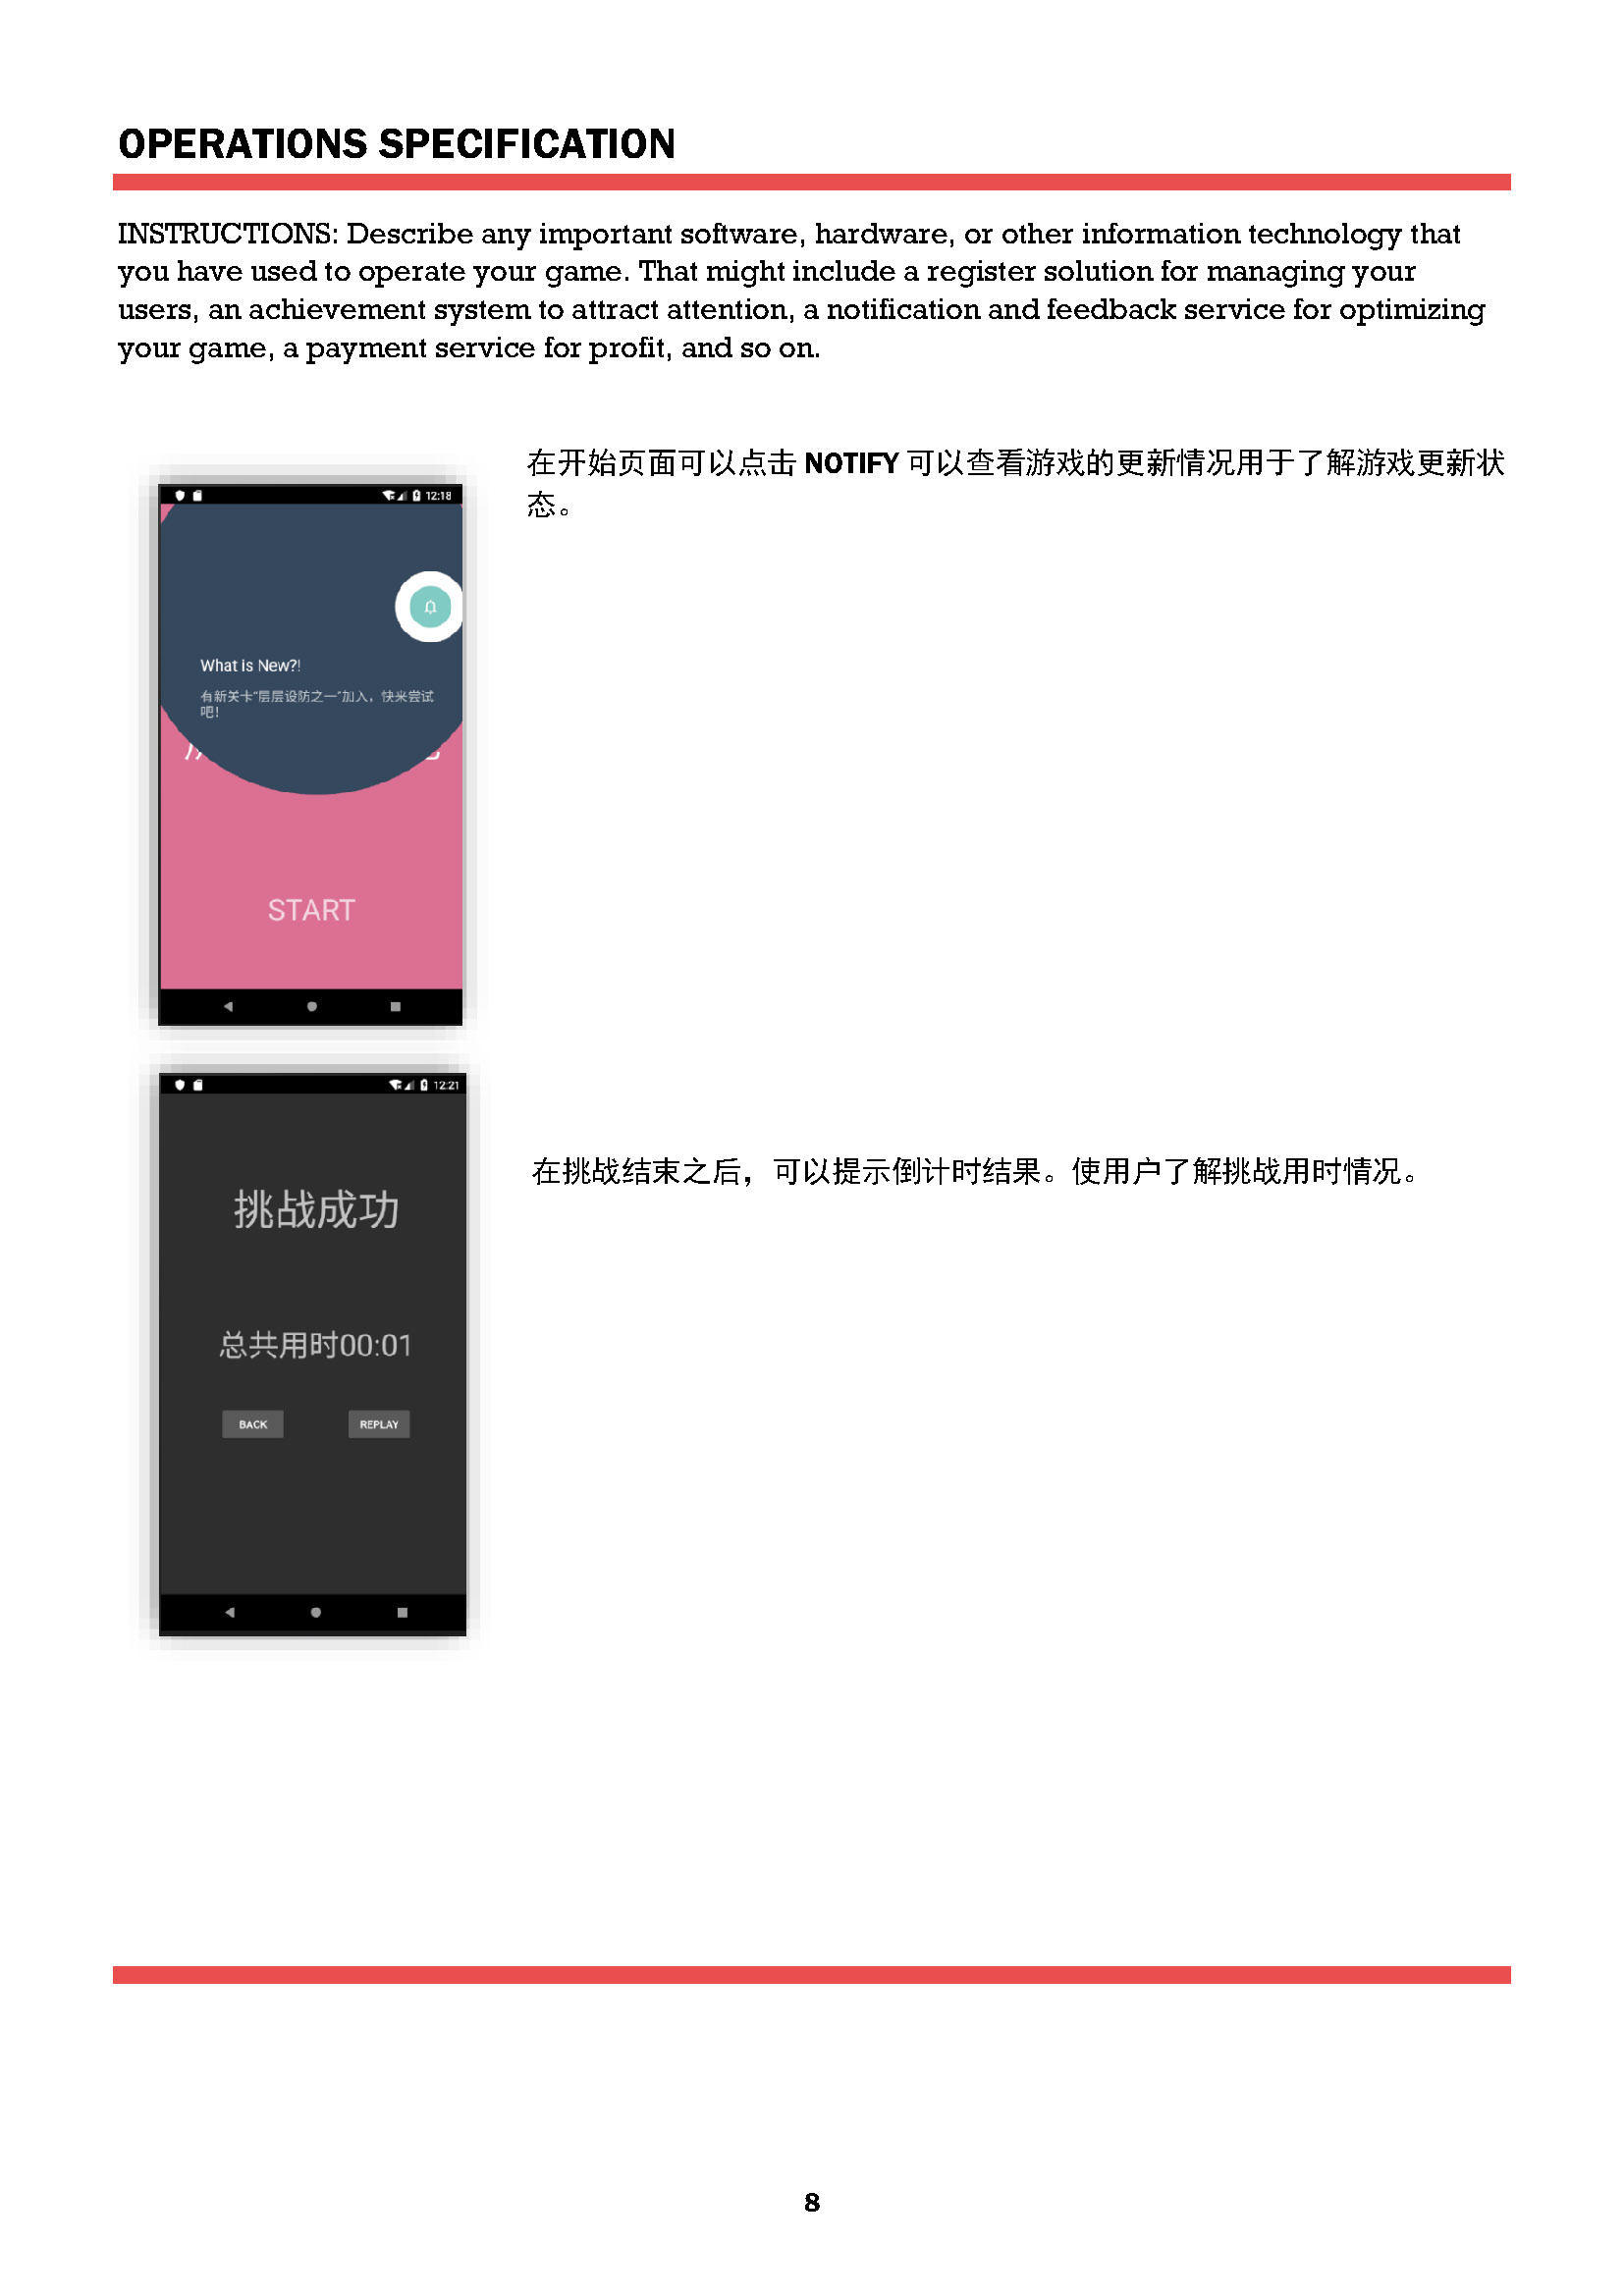 OPERATIONS SPECIFICATION
INSTRUCTIONS: Describe any important software, hardware, or other information technology that
you have used to operate your game. That might include a register solution for managing your
users, an achievement system to attract attention, a notification and feedback service for optimizing
your game, a payment service for profit, and so on.
在开始页面可以点击 NOTIFY 可以查看游戏的更新情况用于了解游戏更新状
态。
12:18
What is New?!
有新关卡“层层设防之一”加入，快来尝试
吧！
START
12:21
挑战成功
在挑战结束之后，可以提示倒计时结果。使用户了解挑战用时情况。
总共用时00:01
BACK
REPLAY
8